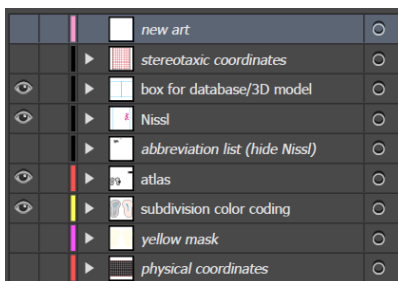 new art
stereotaxic coordinates
box for database/3D model
Nissl
abbreviation list (hide Nissl)
atlas
subdivision color coding
yellow mask
physical coordinates